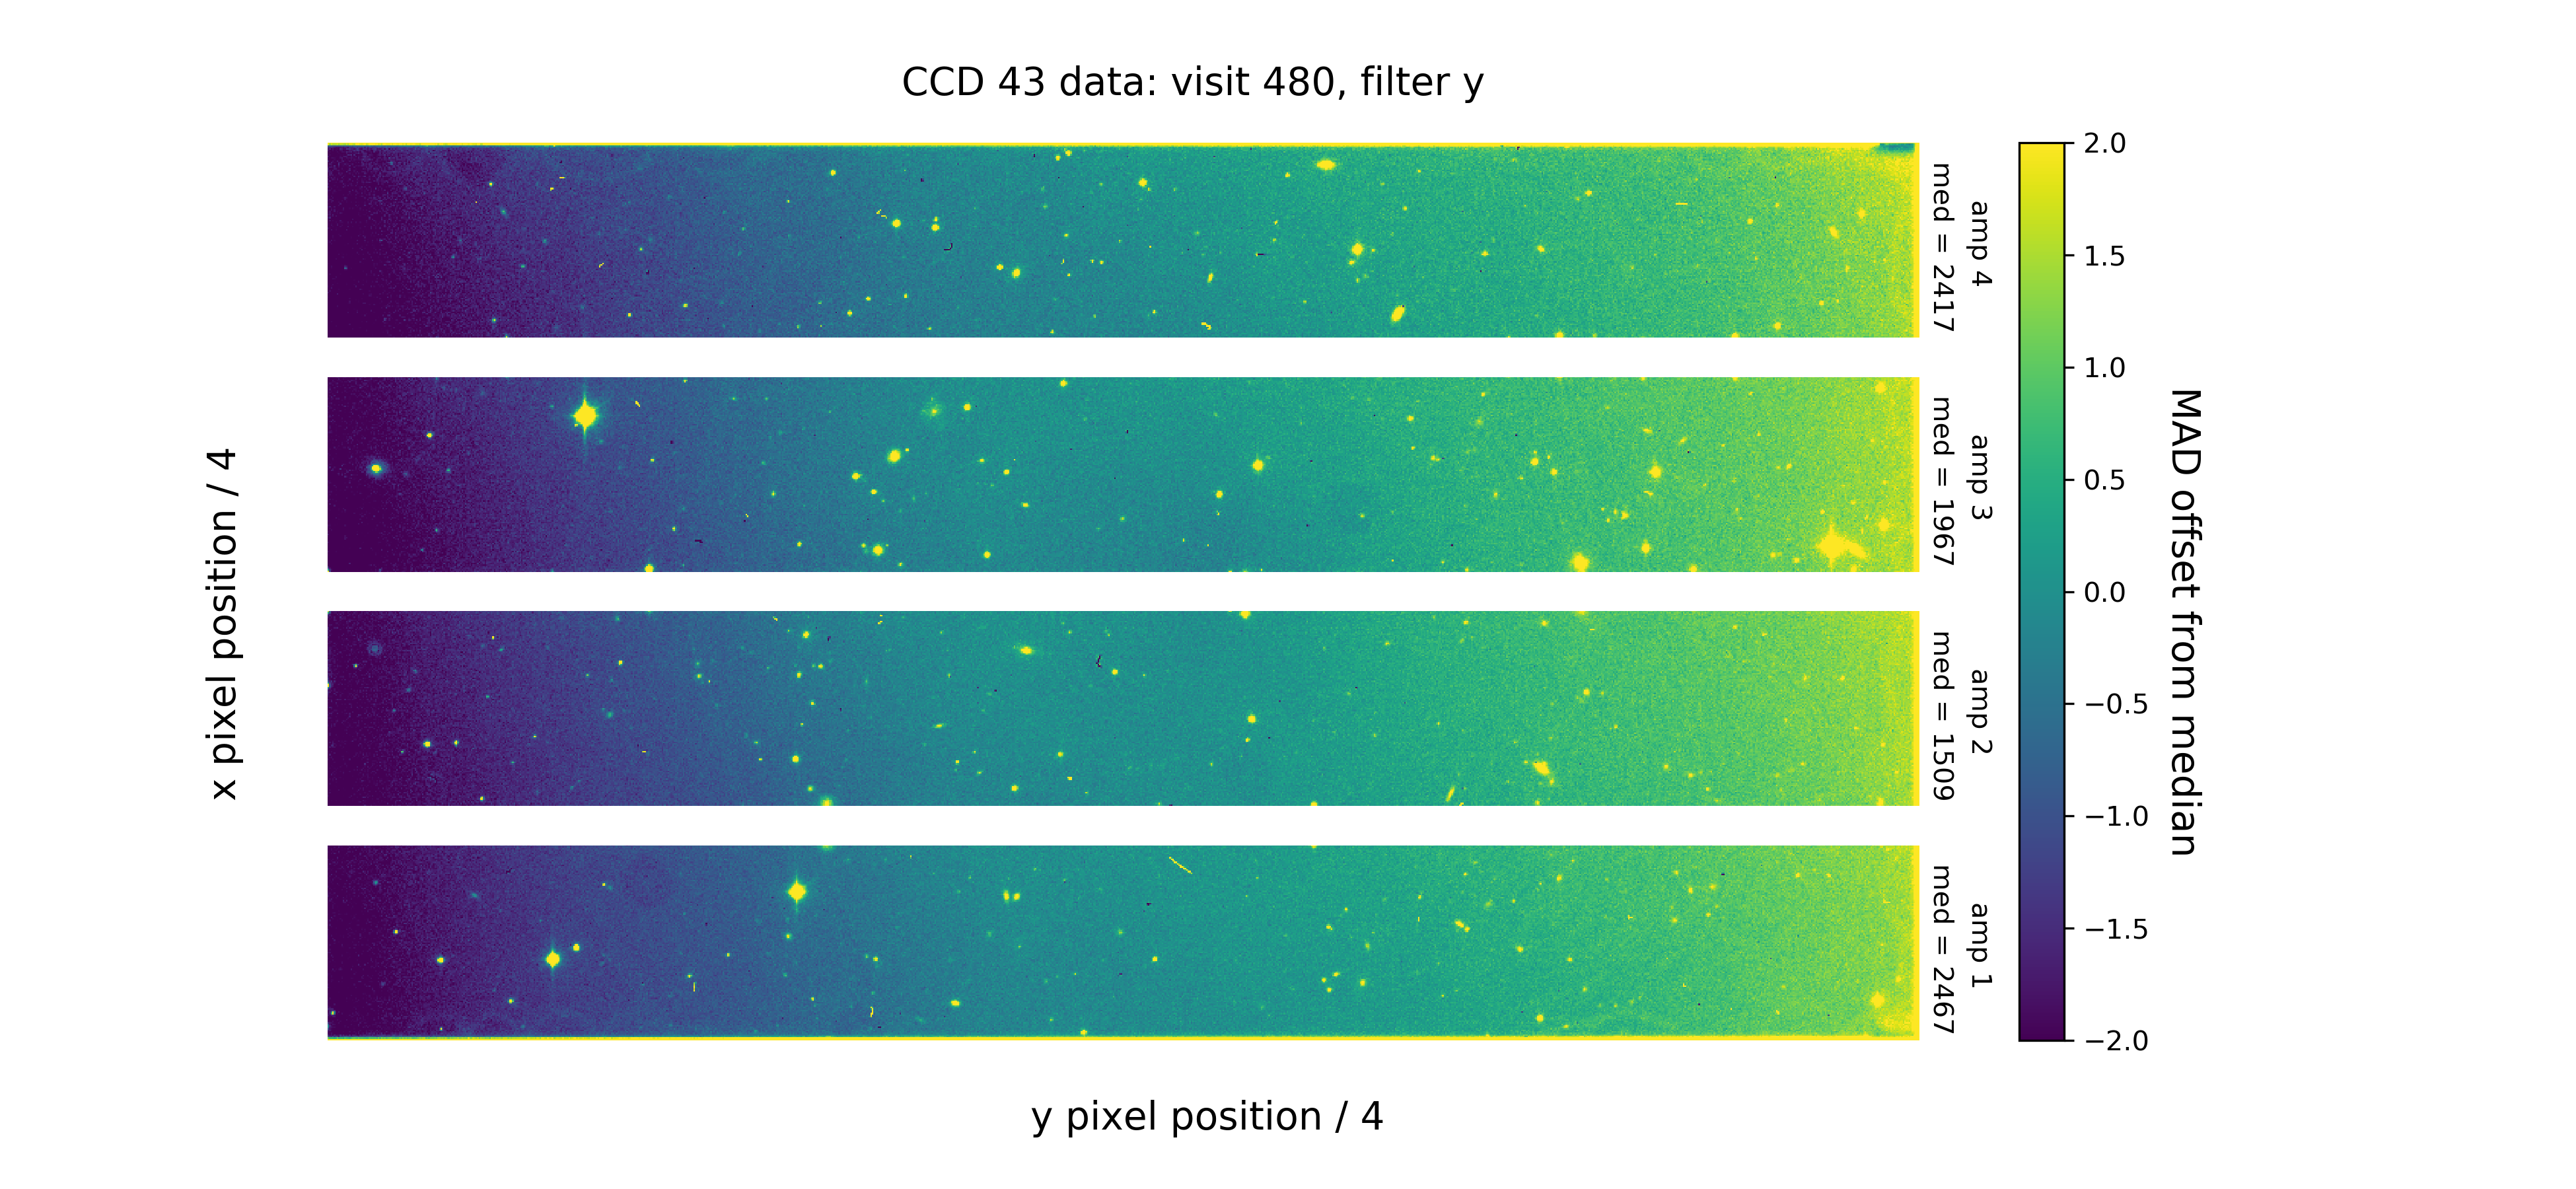 CCD 43 data: visit 480, filter y
x pixel position / 4
amp 4
med = 2417
amp 3
med = 1967
amp 2
med = 1509
amp 1
med = 2467
2.0
1.5
1.0
0.5
0.0
−0.5
−1.0
−1.5
−2.0
MAD offset from median
y pixel position / 4